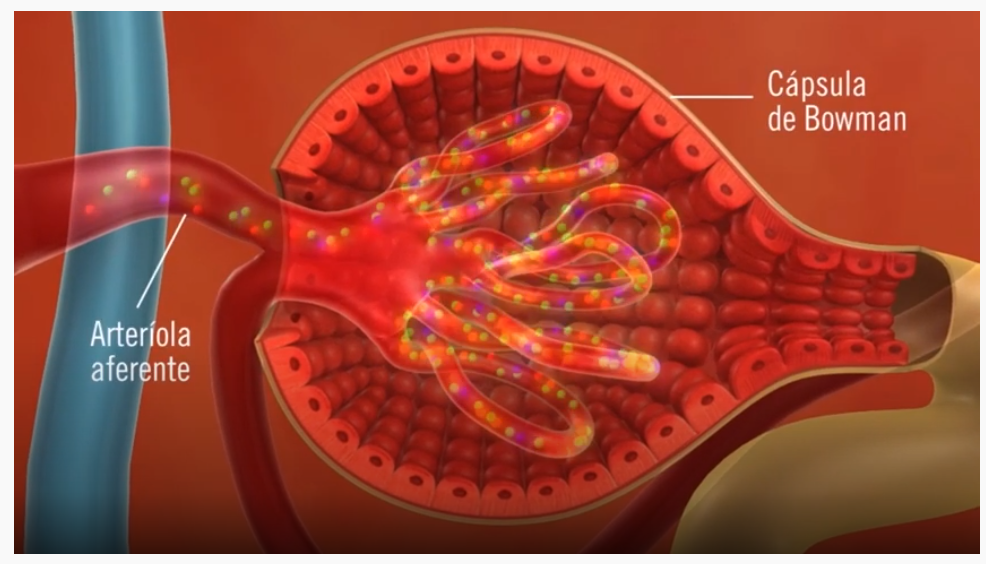 Cápsula
de Bowman
Arteríola
aferente